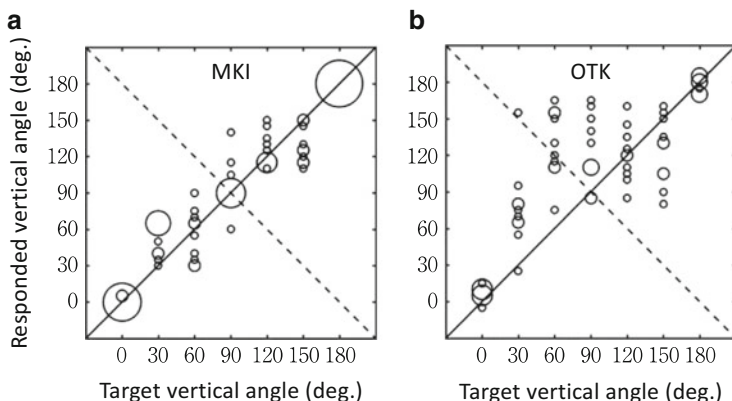 a
MKI
Responded vertical angle (deg.)
180
150
120
90
60
30
0
0 30 60 90 120 150 180
Target vertical angle (deg.)
b
OTK
180
150
120
90
60
30
0
0 30 60 90 120 150 180
Target vertical angle (deg.)